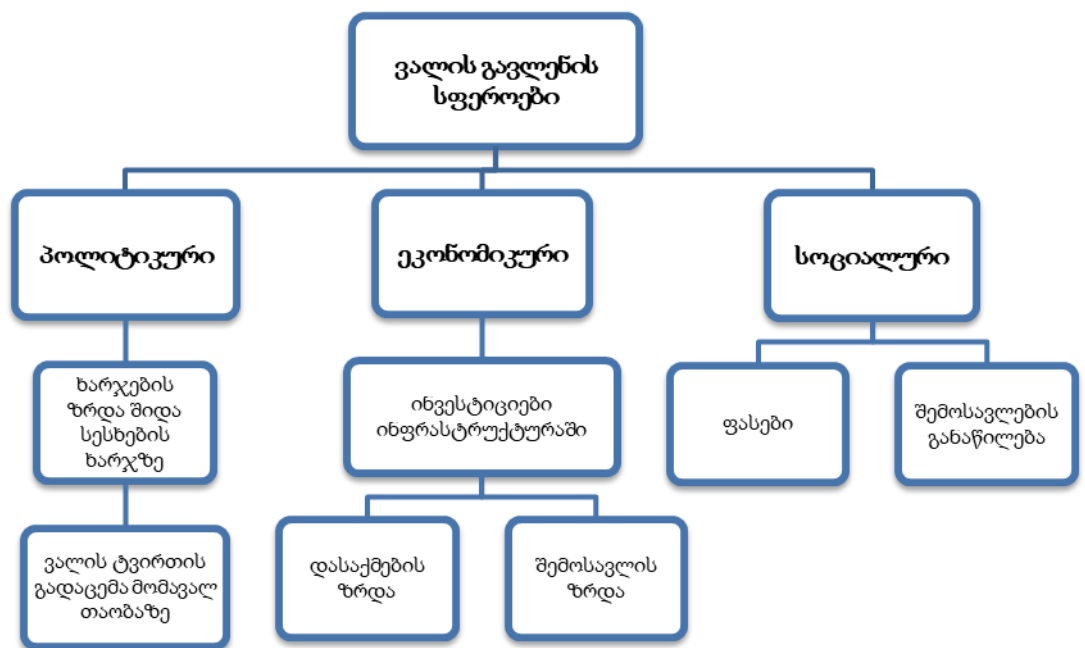 ვალის გავლენის
სფეროები
პოლიტიკური
ეკონომიკური
სოციალური
ხარჯების
ზრდა შიდა
სესხების
ხარჯზე
ინვესტიციები
ინფრასტრუქტურაში
ფასები
შემოსავლების
განაწილება
ვალის ტვირთის
გადაცემა მომავალ
თაობაზე
დასაქმების
ზრდა
შემოსავლის
ზრდა